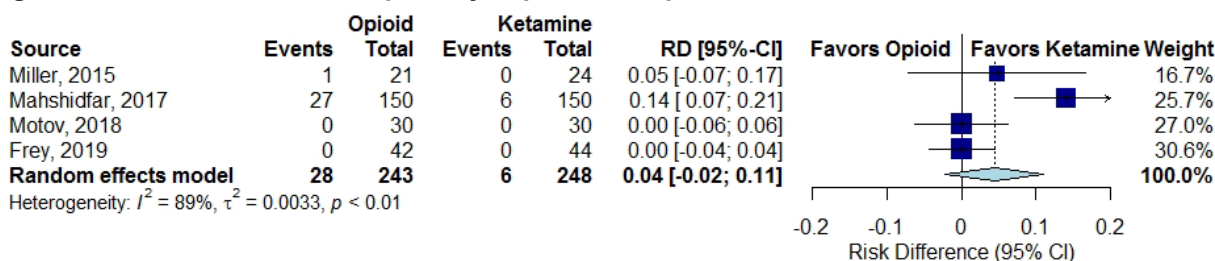 Opioid Ketamine
Source Events Total Events Total RD [95%-CI] Favors Opioid Favors Ketamine Weight
Miller, 2015 1 21 0 24 0.05 [-0.07; 0.17] 16.7%
Mahshidfar, 2017 27 150 6 150 0.14 [ 0.07; 0.21] 25.7%
Motov, 2018 0 30 0 30 0.00 [-0.06; 0.06] 27.0%
Frey, 2019 0 42 0 44 0.00 [-0.04; 0.04] 30.6%
Random effects model 28 243 6 248 0.04 [-0.02; 0.11] 100.0%
Heterogeneity: I² = 89%, τ² = 0.0033, p < 0.01
-0.2 -0.1 0 0.1 0.2
Risk Difference (95% CI)